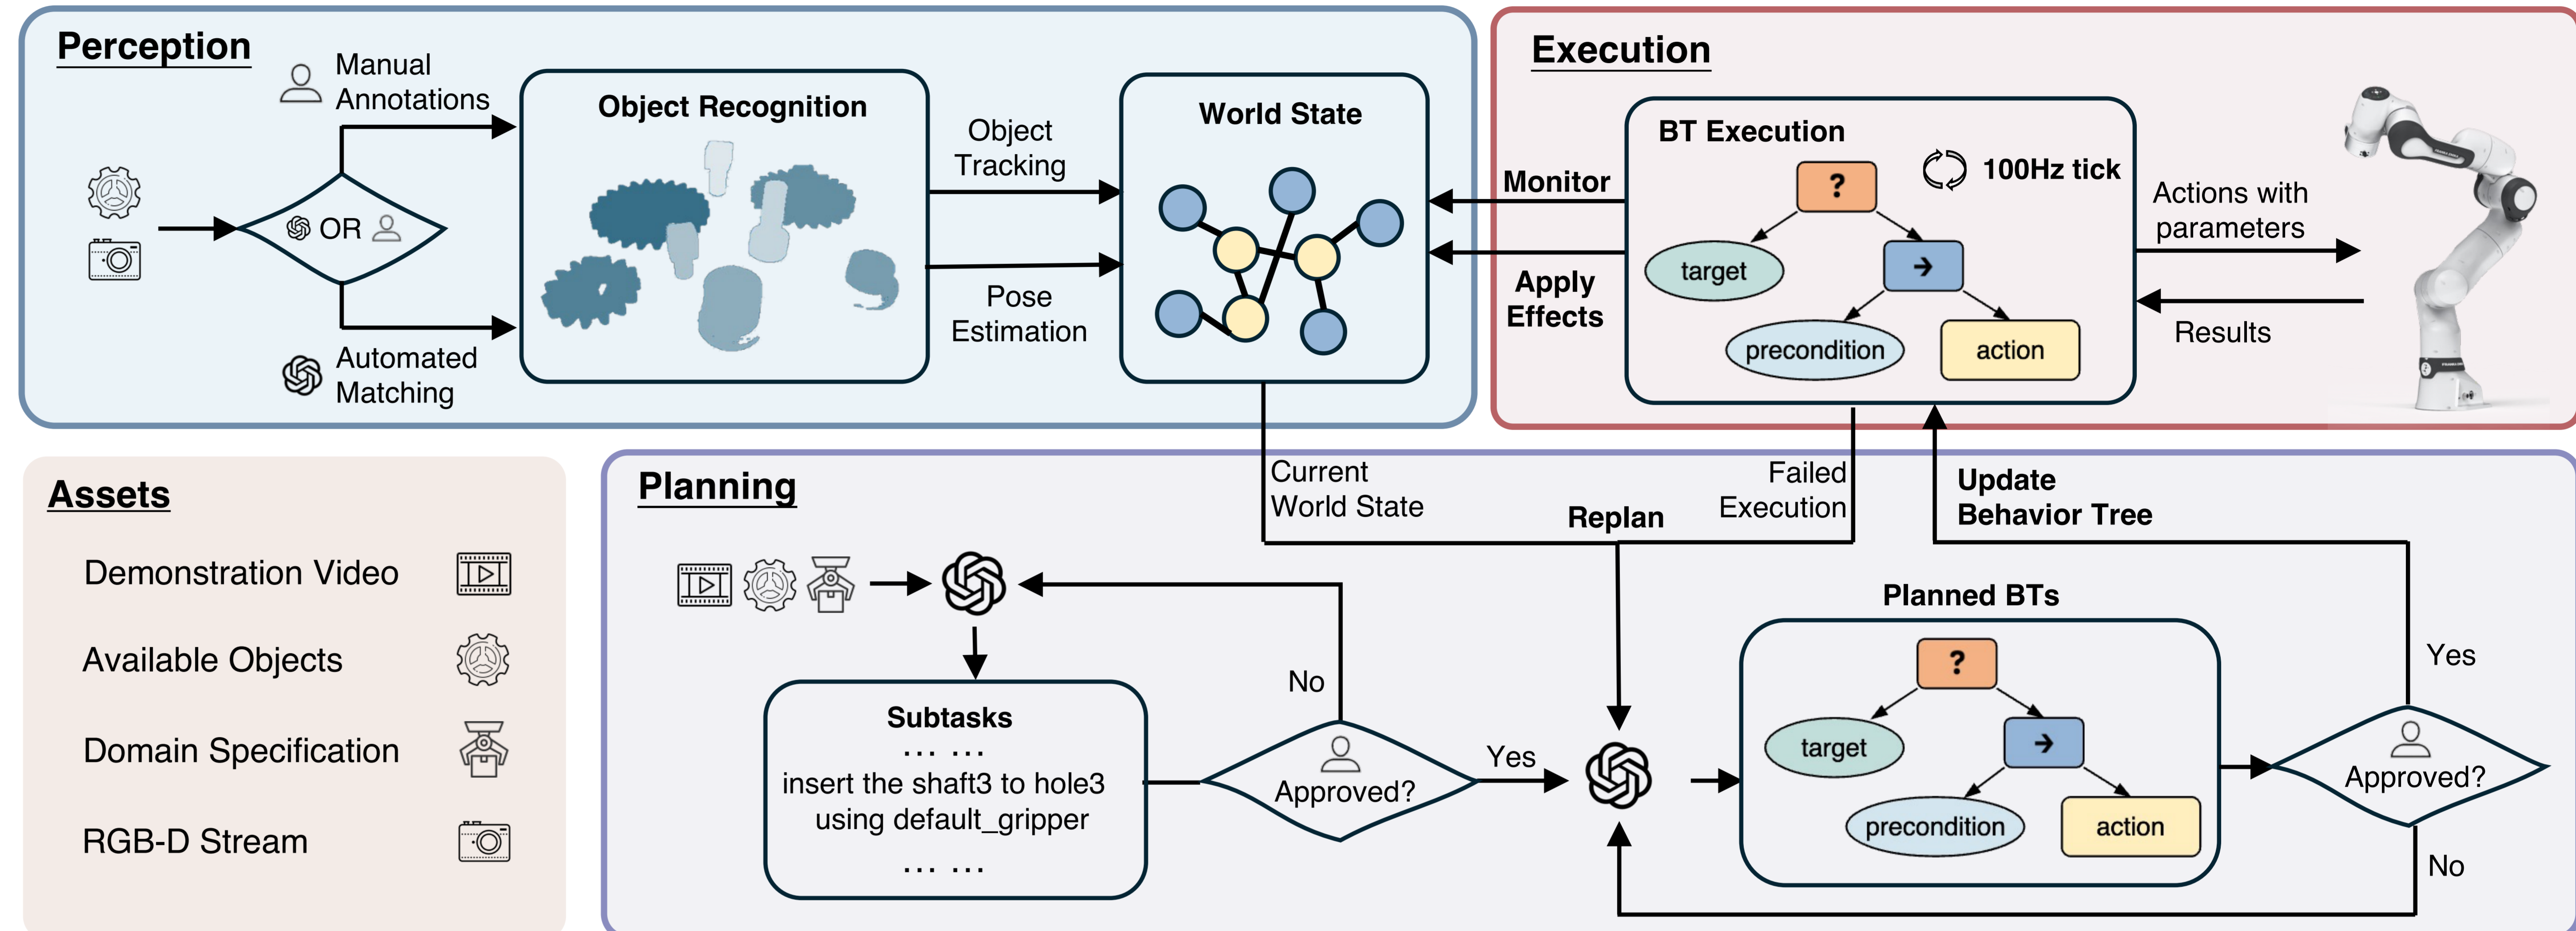 Perception
Manual
Annotations
OR
Automated
Matching
Object Recognition
Object
Tracking
Pose
Estimation
World State
Execution
Monitor
Apply
Effects
BT Execution
100Hz tick
?
target
→
precondition
action
Actions with
parameters
Results
Assets
Demonstration Video
Available Objects
Domain Specification
RGB-D Stream
Planning
Current
World State
Replan
Failed
Execution
Update
Behavior Tree
Subtasks
... ...
insert the shaft3 to hole3
using default_gripper
... ...
No
Approved?
Yes
Planned BTs
?
target
→
precondition
action
Yes
Approved?
No